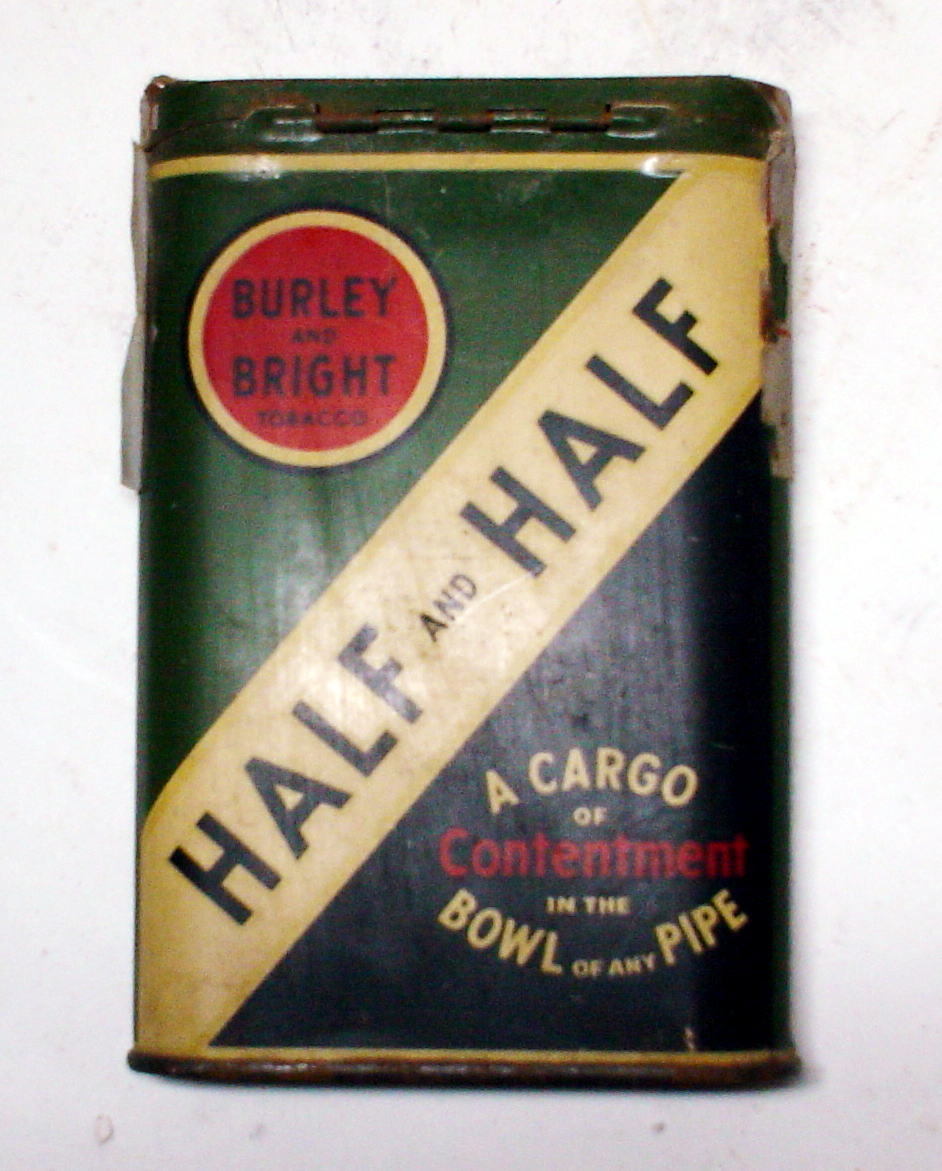 BURLEY
AND
BRIGHT
TOBACCO
HALF AND HALF
A CARGO
OF
Contentment
IN THE
BOWL OF ANY PIPE